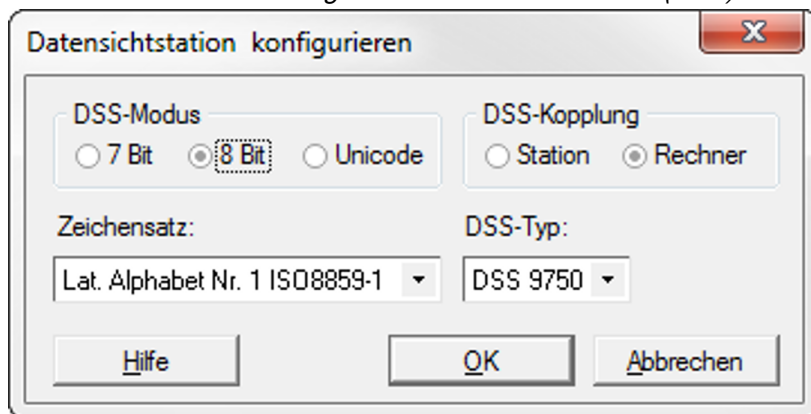 Datensichtstation konfigurieren
DSS-Modus
7 Bit 8 Bit Unicode
DSS-Kopplung
Station Rechner
Zeichensatz:
Lat. Alphabet Nr. 1 ISO8859-1
DSS-Typ:
DSS 9750
Hilfe OK Abbrechen